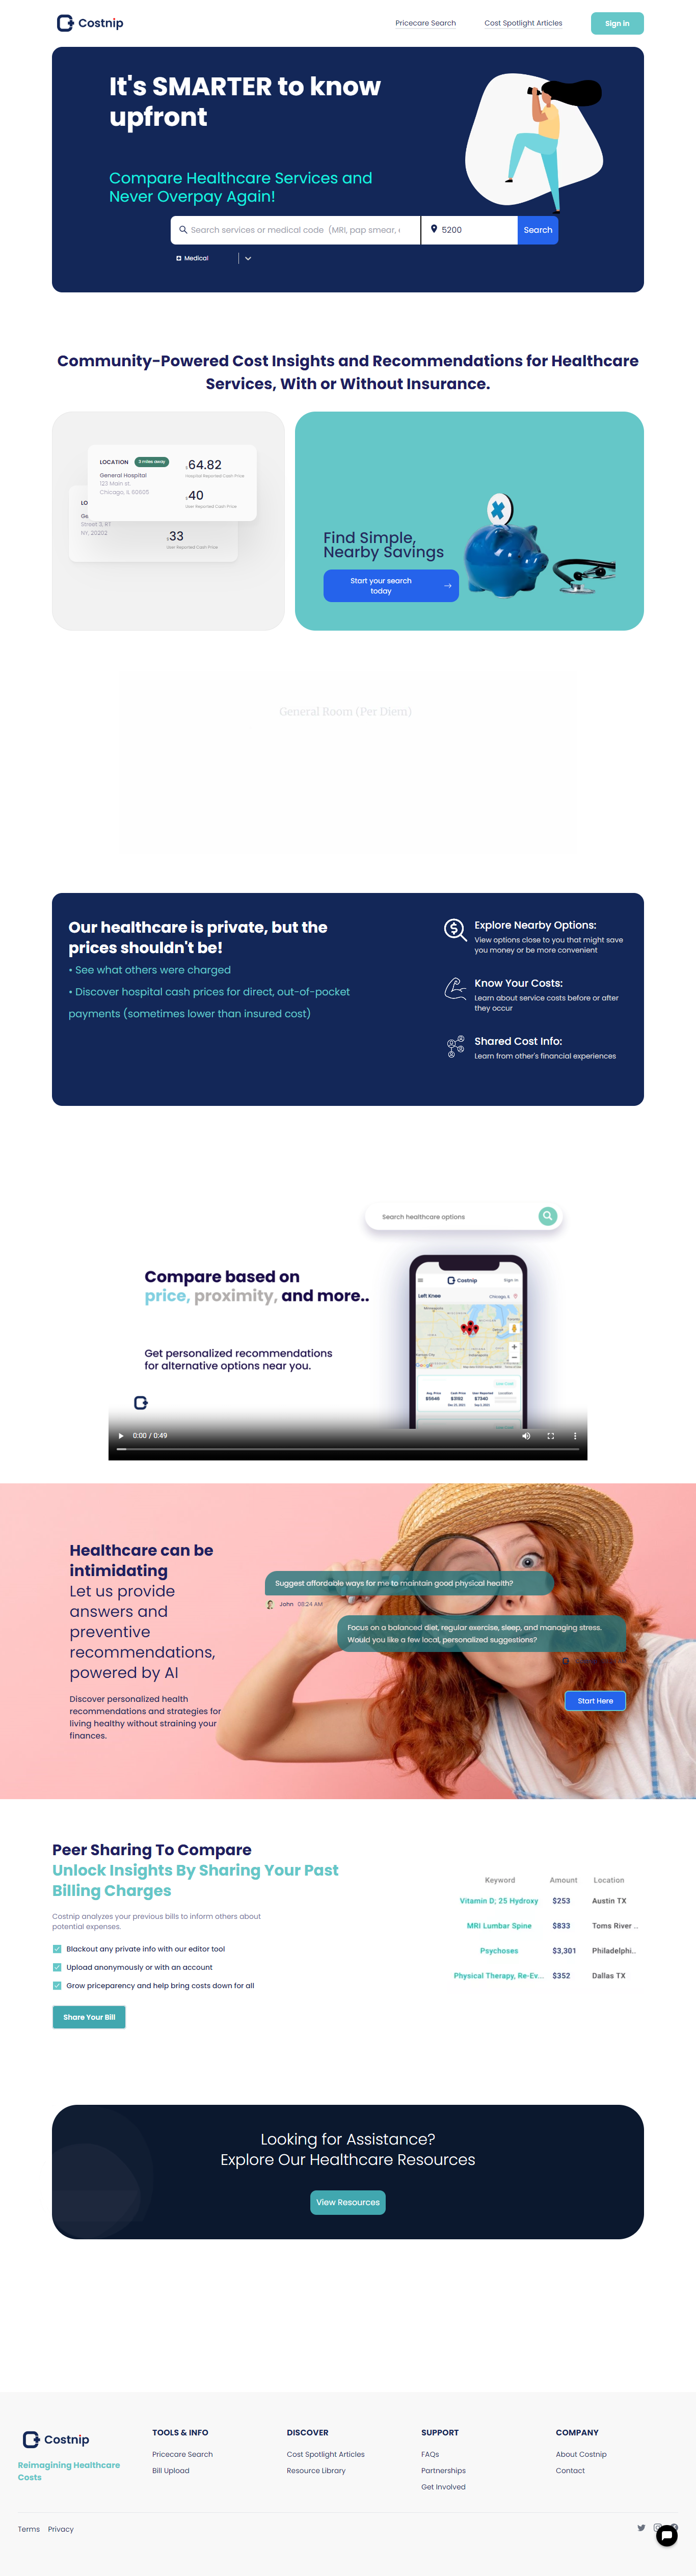 Costnip
Pricecare Search
Cost Spotlight Articles
Sign in
It's SMARTER to know
upfront
Compare Healthcare Services and
Never Overpay Again!
Search services or medical code (MRI, pap smear,
5200
Search
Medical
Community-Powered Cost Insights and Recommendations for Healthcare
Services, With or Without Insurance.
LOCATION
3 miles away
General Hospital
123 Main st.
Chicago, IL 60605
$64.82
Hospital Reported Cash Price
$40
User Reported Cash Price
LO
Ge
Street 3, R1
NY, 20202
$33
User Reported Cash Price
Find Simple,
Nearby Savings
Start your search
today
General Room (Per Diem)
Our healthcare is private, but the
prices shouldn't be!
• See what others were charged
• Discover hospital cash prices for direct, out-of-pocket
payments (sometimes lower than insured cost)
Explore Nearby Options:
View options close to you that might save
you money or be more convenient
Know Your Costs:
Learn about service costs before or after
they occur
Shared Cost Info:
Learn from other's financial experiences
Search healthcare options
Compare based on
price, proximity, and more..
Get personalized recommendations
for alternative options near you.
Costnip
Sign In
Left Knee
Chicago, IL
Avg. Price
Cash Price
User Reported
Location
$5646
$3192
$7340
0:00 / 0:49
Healthcare can be
intimidating
Let us provide
answers and
preventive
recommendations,
powered by AI
Discover personalized health
recommendations and strategies for
living healthy without straining your
finances.
Suggest affordable ways for me to maintain good physical health?
John 08:24 AM
Focus on a balanced diet, regular exercise, sleep, and managing stress.
Would you like a few local, personalized suggestions?
Start Here
Peer Sharing To Compare
Unlock Insights By Sharing Your Past
Billing Charges
Costnip analyzes your previous bills to inform others about
potential expenses.
Blackout any private info with our editor tool
Upload anonymously or with an account
Grow priceparency and help bring costs down for all
Share Your Bill
Keyword Amount Location
Vitamin D; 25 Hydroxy $253 Austin TX
MRI Lumbar Spine $833 Toms River ...
Psychoses $3,301 Philadelphi...
Physical Therapy, Re-Ev... $352 Dallas TX
Looking for Assistance?
Explore Our Healthcare Resources
View Resources
Costnip
Reimagining Healthcare
Costs
TOOLS & INFO
Pricecare Search
Bill Upload
DISCOVER
Cost Spotlight Articles
Resource Library
SUPPORT
FAQs
Partnerships
Get Involved
COMPANY
About Costnip
Contact
Terms
Privacy